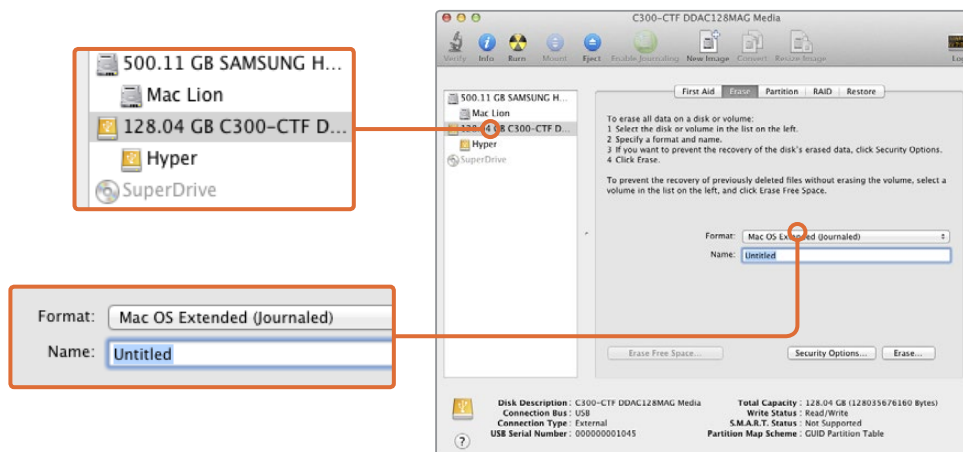 500.11 GB SAMSUNG H...
Mac Lion
128.04 GB C300-CTF D...
Hyper
SuperDrive
Format: Mac OS Extended (Journaled)
Name: Untitled
C300-CTF DDAC128MAG Media
Verify Info Burn Mount Eject Enable Journaling New Image Convert Resize Image Lo
500.11 GB SAMSUNG H...
Mac Lion
128.04 GB C300-CTF D...
Hyper
SuperDrive
First Aid Erase Partition RAID Restore
To erase all data on a disk or volume:
1 Select the disk or volume in the list on the left.
2 Specify a format and name.
3 If you want to prevent the recovery of the disk's erased data, click Security Options.
4 Click Erase.
To prevent the recovery of previously deleted files without erasing the volume, select a
volume in the list on the left, and click Erase Free Space.
Format: Mac OS Extended (Journaled)
Name: Untitled
Erase Free Space... Security Options... Erase...
Disk Description : C300-CTF DDAC128MAG Media
Connection Bus : USB
Connection Type : External
USB Serial Number : 000000001045
Total Capacity : 128.04 GB (128035676160 Bytes)
Write Status : Read/Write
S.M.A.R.T. Status : Not Supported
Partition Map Scheme : GUID Partition Table
?